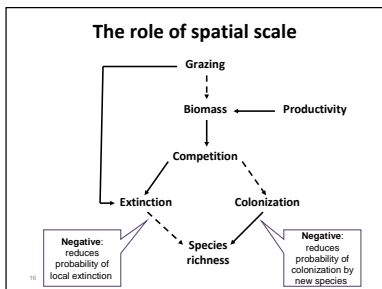 The role of spatial scale
Grazing
Biomass
Productivity
Competition
Extinction
Colonization
Species
richness
Negative:
reduces
probability of
local extinction
Negative:
reduces
probability of
colonization by
new species
16